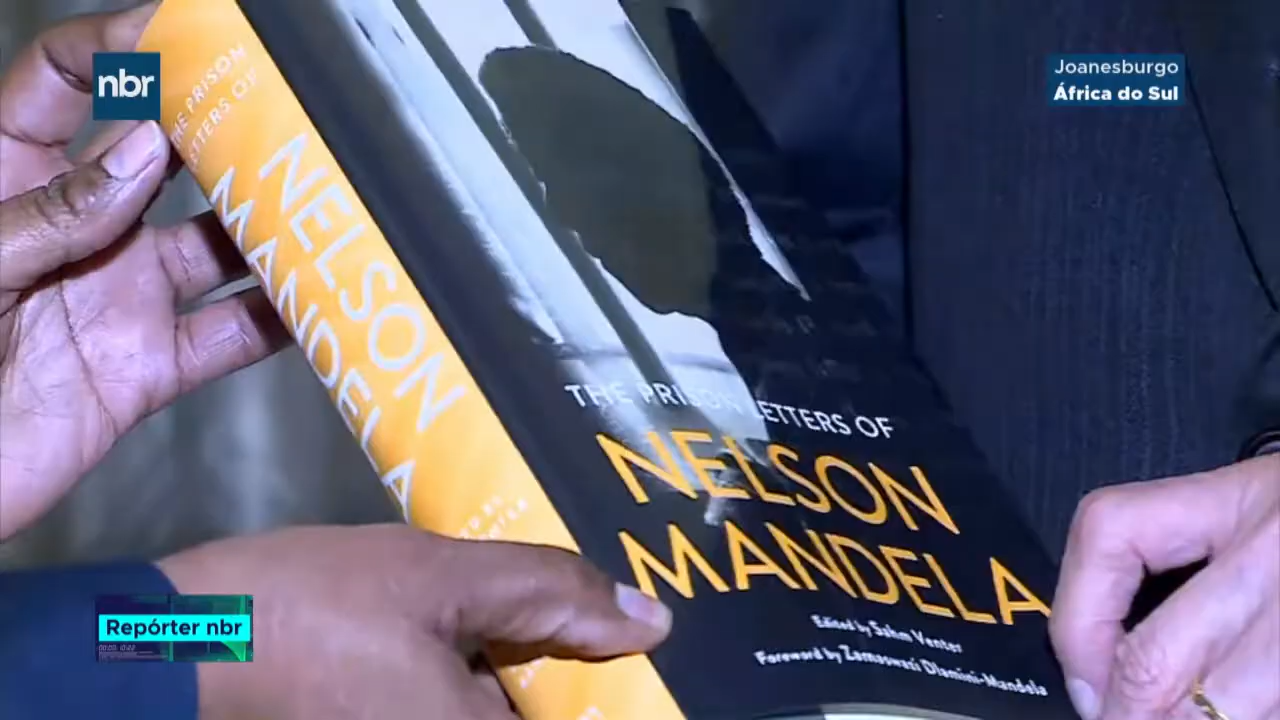 nbr
Joanesburgo
África do Sul
THE PRISON
LETTERS OF
NELSON
MANDELA
THE PRISON LETTERS OF
NELSON
MANDELA
Edited by Sahm Venter
Foreword by Zamaswazi Dlamini-Mandela
Repórter nbr